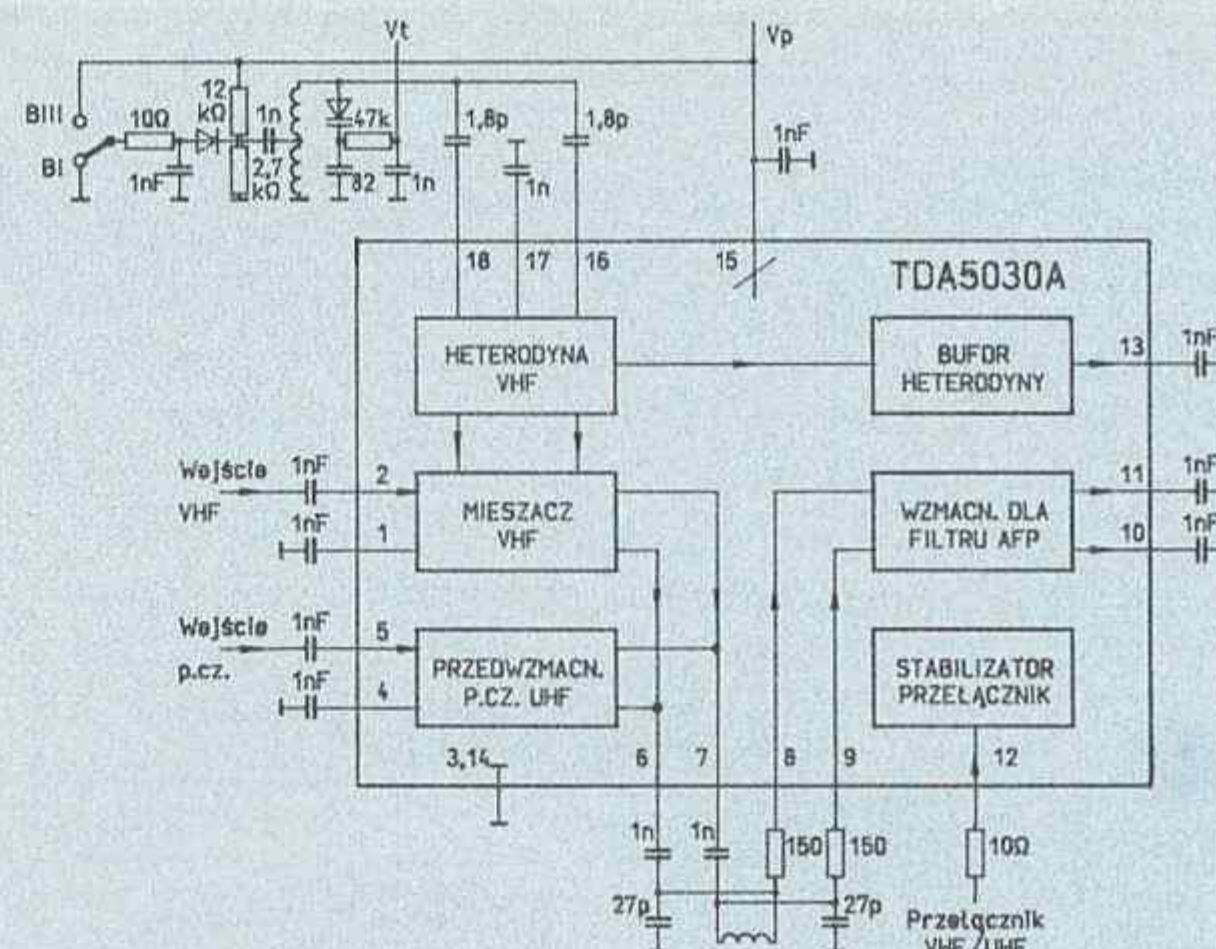 Vt
Vp
BIII
BI
10Ω
1nF
12
kΩ
2,7
kΩ
1n
47k
82
1n
1,8p
1n
1,8p
1nF
18
17
16
15
TDA5030A
HETERODYNA
VHF
BUFOR
HETERODYNY
13
1nF
Wejście
VHF
1nF
2
1nF
1
MIESZACZ
VHF
WZMACN. DLA
FILTRU AFP
11
1nF
10
1nF
Wejście
p.cz.
1nF
5
1nF
4
PRZEDWZMACN.
P.CZ. UHF
STABILIZATOR
PRZEŁĄCZNIK
3,14
6
7
8
9
12
1n
1n
150
150
10Ω
27p
27p
Przełącznik
VHF/UHF